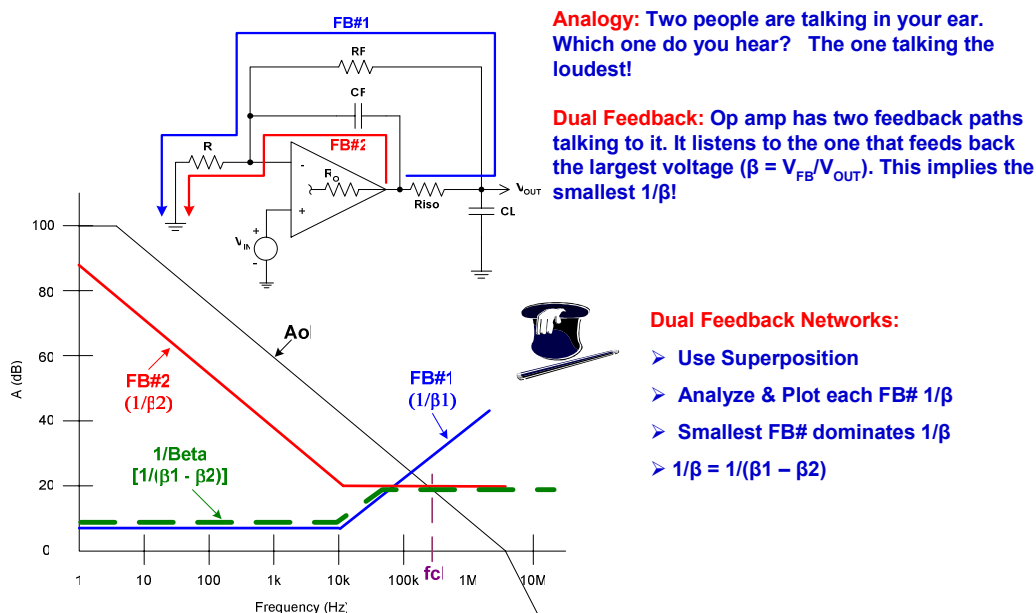 FB#1
RF
CF
FB#2
RI
-
RO
+
Riso
VOUT
CL
+
VIN
-
Analogy: Two people are talking in your ear.
Which one do you hear? The one talking the
loudest!
Dual Feedback: Op amp has two feedback paths
talking to it. It listens to the one that feeds back
the largest voltage (β = VFB/VOUT). This implies the
smallest 1/β!
Dual Feedback Networks:
➢ Use Superposition
➢ Analyze & Plot each FB# 1/β
➢ Smallest FB# dominates 1/β
➢ 1/β = 1/(β1 – β2)
A (dB)
100
80
60
40
20
0
Aol
FB#2
(1/β2)
FB#1
(1/β1)
1/Beta
[1/(β1 - β2)]
fcl
1
10
100
1k
10k
100k
1M
10M
Frequency (Hz)